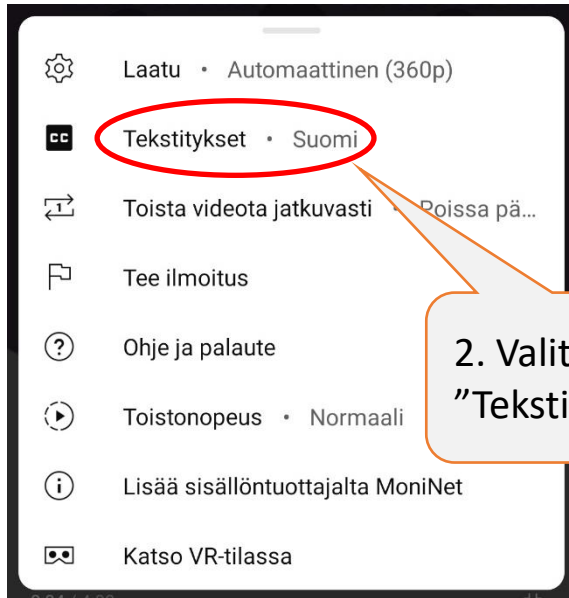 Laatu • Automaattinen (360p)
CC Tekstitykset • Suomi
Toista videota jatkuvasti • Poissa pä...
Tee ilmoitus
? Ohje ja palaute
2. Valit
"Teksti
Toistonopeus • Normaali
i Lisää sisällöntuottajalta MoniNet
Katso VR-tilassa